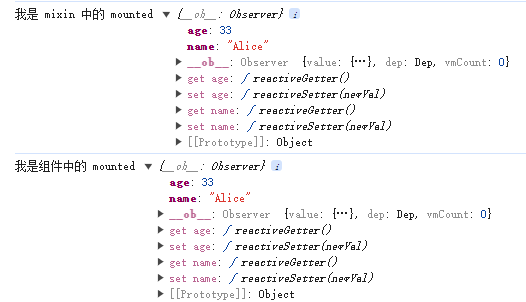 我是 mixin 中的 mounted ▼ {__ob__: Observer} i
age: 33
name: "Alice"
▶ __ob__: Observer {value: {…}, dep: Dep, vmCount: 0}
▶ get age: ƒ reactiveGetter()
▶ set age: ƒ reactiveSetter(newVal)
▶ get name: ƒ reactiveGetter()
▶ set name: ƒ reactiveSetter(newVal)
▶ [[Prototype]]: Object
我是组件中的 mounted ▼ {__ob__: Observer} i
age: 33
name: "Alice"
▶ __ob__: Observer {value: {…}, dep: Dep, vmCount: 0}
▶ get age: ƒ reactiveGetter()
▶ set age: ƒ reactiveSetter(newVal)
▶ get name: ƒ reactiveGetter()
▶ set name: ƒ reactiveSetter(newVal)
▶ [[Prototype]]: Object